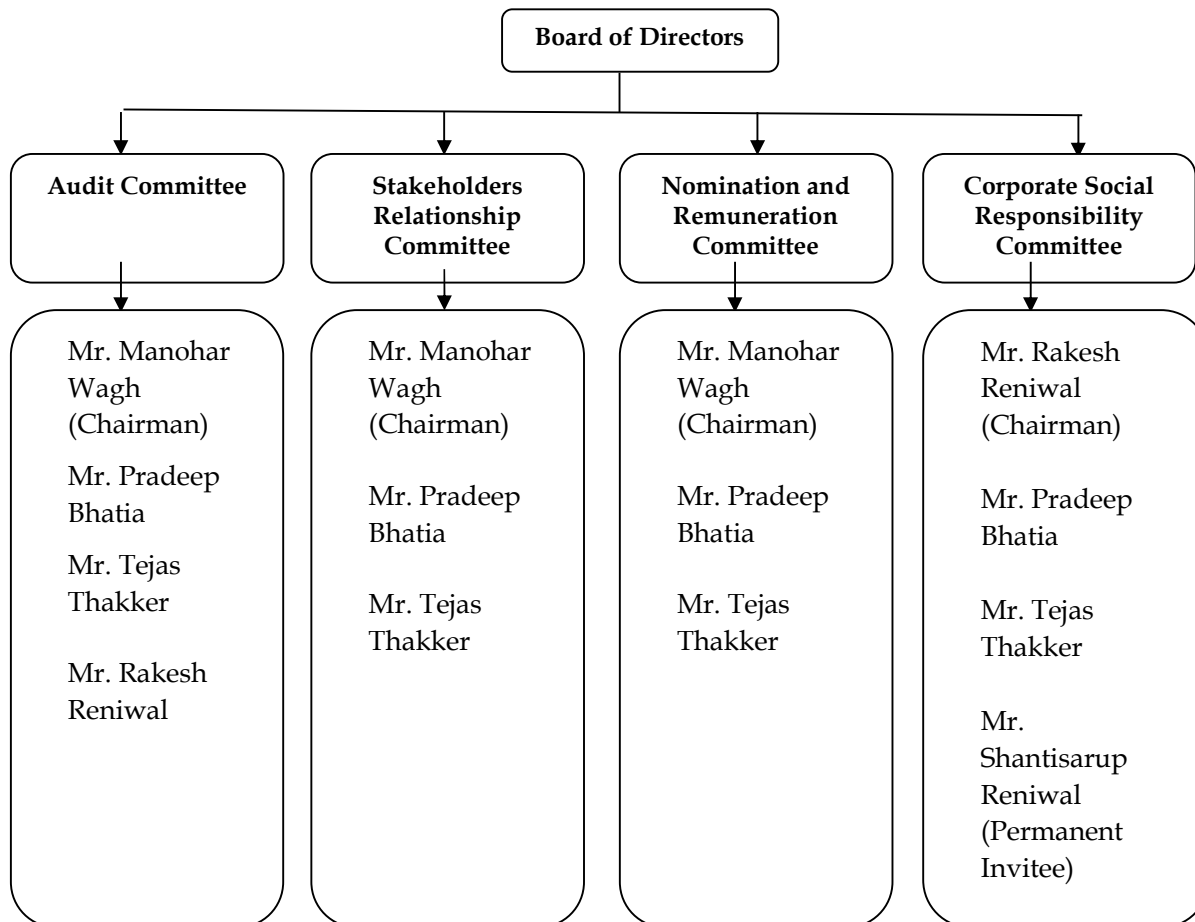 Board of Directors
Audit Committee
Stakeholders
Relationship
Committee
Nomination and
Remuneration
Committee
Corporate Social
Responsibility
Committee
Mr. Manohar
Wagh
(Chairman)
Mr. Pradeep
Bhatia
Mr. Tejas
Thakker
Mr. Rakesh
Reniwal
Mr. Manohar
Wagh
(Chairman)
Mr. Pradeep
Bhatia
Mr. Tejas
Thakker
Mr. Manohar
Wagh
(Chairman)
Mr. Pradeep
Bhatia
Mr. Tejas
Thakker
Mr. Rakesh
Reniwal
(Chairman)
Mr. Pradeep
Bhatia
Mr. Tejas
Thakker
Mr.
Shantisarup
Reniwal
(Permanent
Invitee)